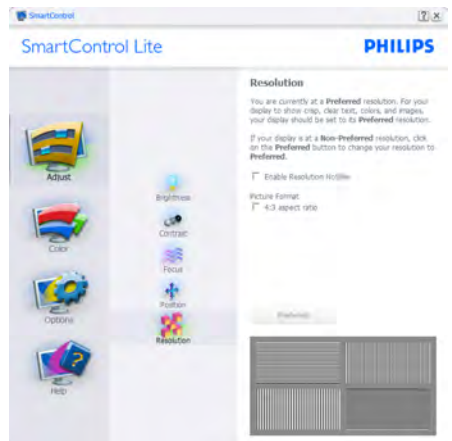 SmartControl
SmartControl Lite
PHILIPS
Resolution
You are currently at a Preferred resolution. For your
display to show crisp, clear text, colors, and images,
your display should be set to its Preferred resolution.
If your display is at a Non-Preferred resolution, click
on the Preferred button to change your resolution to
Preferred.
Enable Resolution Notifier
Picture Format
4:3 aspect ratio
Preferred
Adjust
Color
Options
Help
Brightness
Contrast
Focus
Position
Resolution